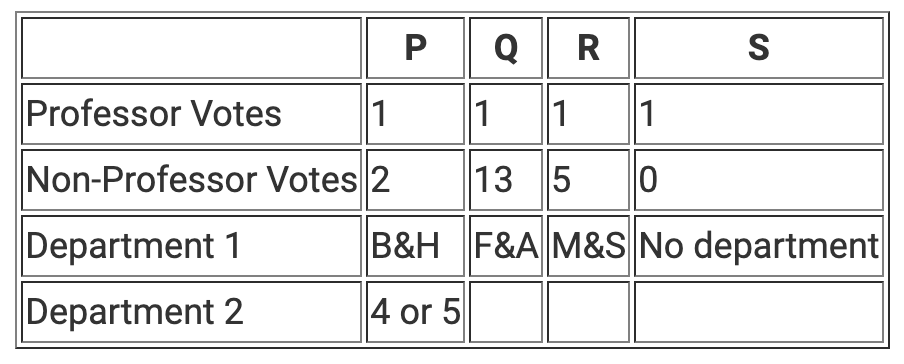 P Q R S
Professor Votes 1 1 1 1
Non-Professor Votes 2 13 5 0
Department 1 B&H F&A M&S No department
Department 2 4 or 5